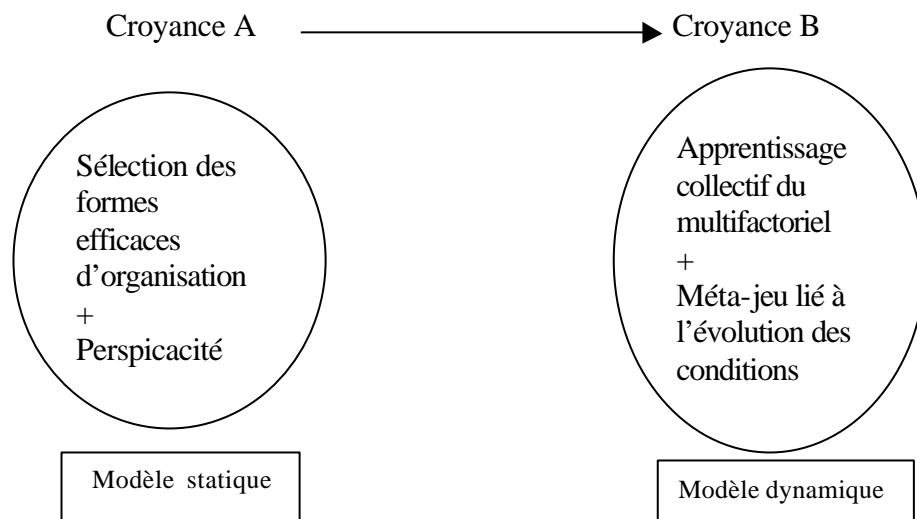 Croyance A
Croyance B
Sélection des
formes
efficaces
d’organisation
+
Perspicacité
Apprentissage
collectif du
multifactoriel
+
Méta-jeu lié à
l’évolution des
conditions
Modèle statique
Modèle dynamique